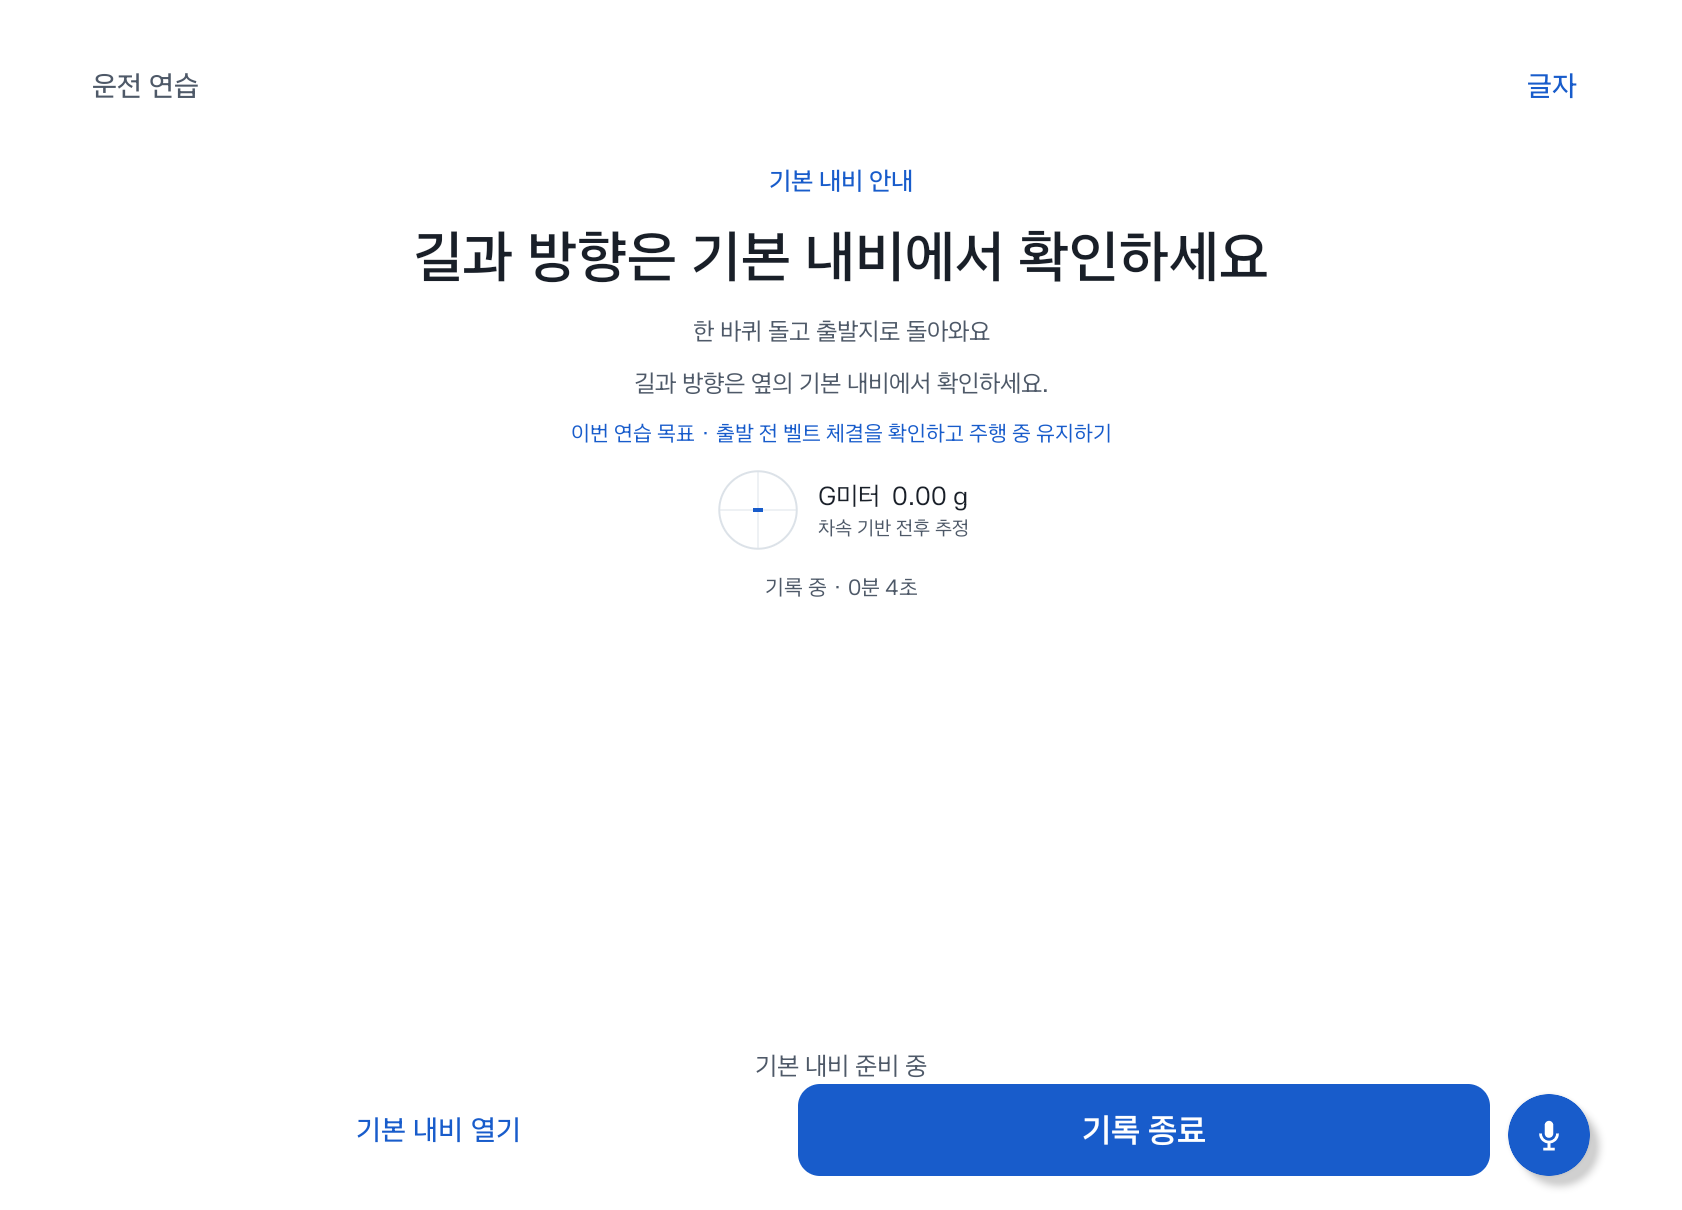 운전 연습
글자
기본 내비 안내
길과 방향은 기본 내비에서 확인하세요
한 바퀴 돌고 출발지로 돌아와요
길과 방향은 옆의 기본 내비에서 확인하세요.
이번 연습 목표 · 출발 전 벨트 체결을 확인하고 주행 중 유지하기
G미터 0.00 g
차속 기반 전후 추정
기록 중 · 0분 4초
기본 내비 준비 중
기본 내비 열기
기록 종료